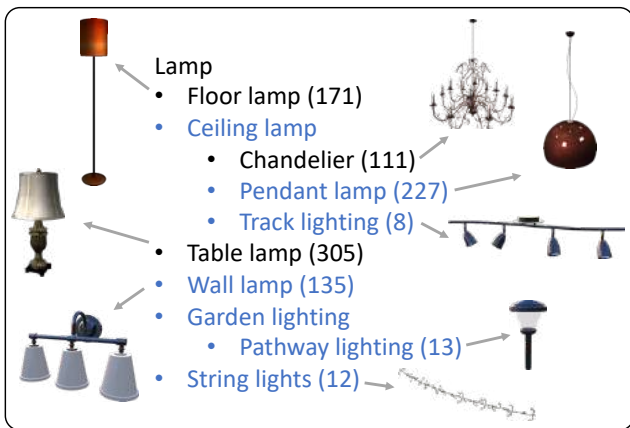 Lamp
• Floor lamp (171)
• Ceiling lamp
• Chandelier (111)
• Pendant lamp (227)
• Track lighting (8)
• Table lamp (305)
• Wall lamp (135)
• Garden lighting
• Pathway lighting (13)
• String lights (12)